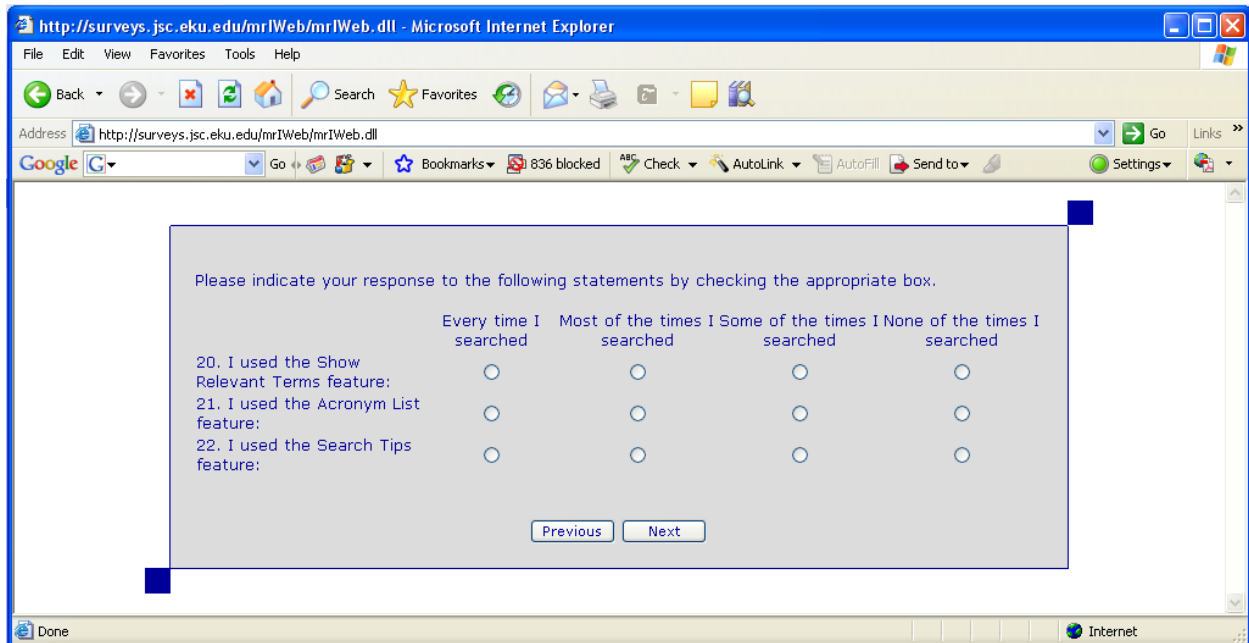 http://surveys.jsc.eku.edu/mrIWeb/mrIWeb.dll - Microsoft Internet Explorer
File Edit View Favorites Tools Help
Back Search Favorites
Address http://surveys.jsc.eku.edu/mrIWeb/mrIWeb.dll Go Links »
Google G Go Bookmarks 836 blocked ABC Check AutoLink AutoFill Send to Settings
Please indicate your response to the following statements by checking the appropriate box.
Every time I Most of the times I Some of the times I None of the times I
searched searched searched searched
20. I used the Show
Relevant Terms feature:
21. I used the Acronym List
feature:
22. I used the Search Tips
feature:
Previous Next
Done Internet